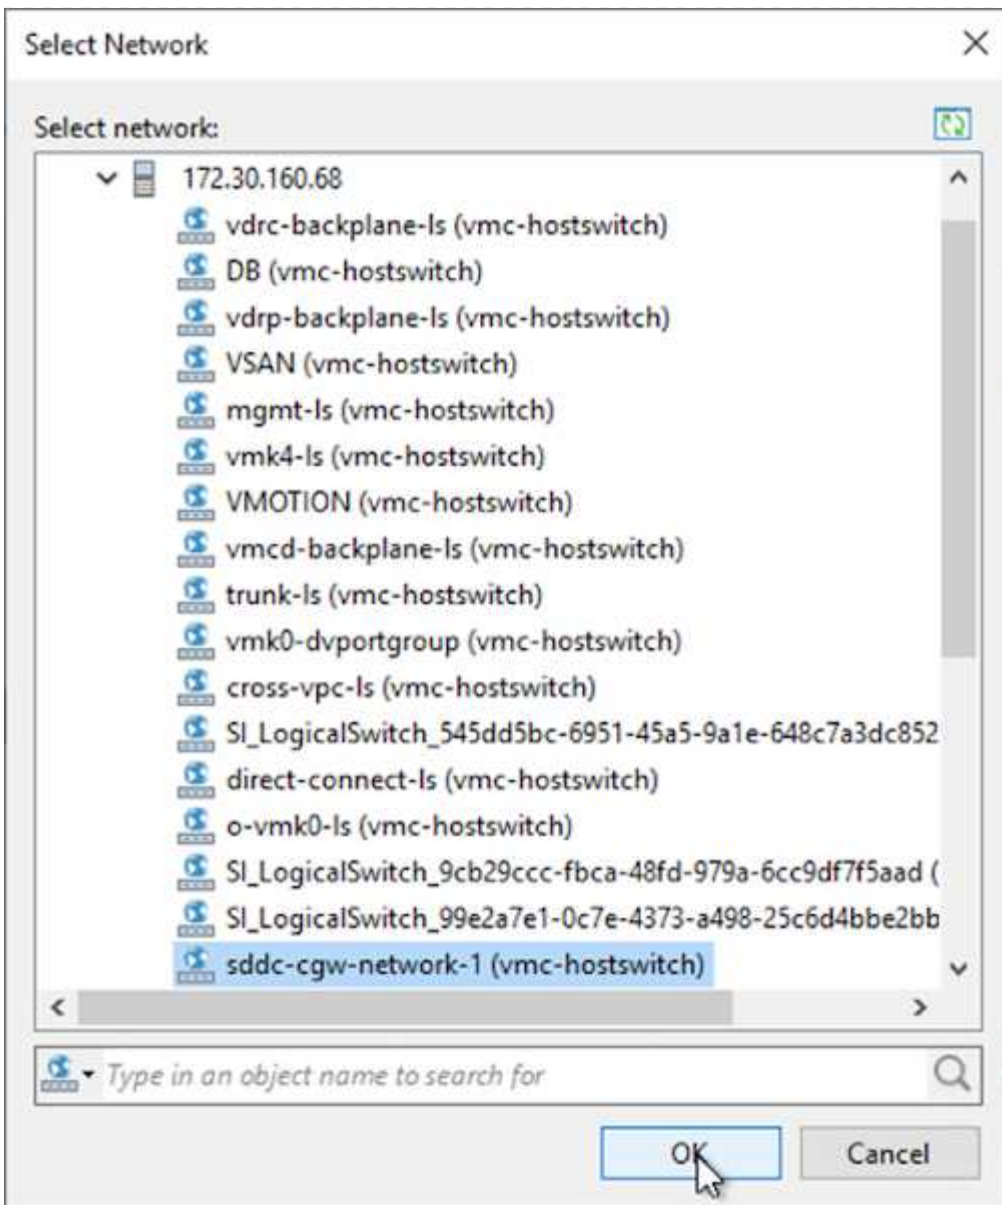 Select Network
Select network:
172.30.160.68
vdrc-backplane-ls (vmc-hostswitch)
DB (vmc-hostswitch)
vdrp-backplane-ls (vmc-hostswitch)
VSAN (vmc-hostswitch)
mgmt-ls (vmc-hostswitch)
vmk4-ls (vmc-hostswitch)
VMOTION (vmc-hostswitch)
vmcd-backplane-ls (vmc-hostswitch)
trunk-ls (vmc-hostswitch)
vmk0-dvportgroup (vmc-hostswitch)
cross-vpc-ls (vmc-hostswitch)
SI_LogicalSwitch_545dd5bc-6951-45a5-9a1e-648c7a3dc852
direct-connect-ls (vmc-hostswitch)
o-vmk0-ls (vmc-hostswitch)
SI_LogicalSwitch_9cb29ccc-fbca-48fd-979a-6cc9df7f5aad (
SI_LogicalSwitch_99e2a7e1-0c7e-4373-a498-25c6d4bbe2bb
sddc-cgw-network-1 (vmc-hostswitch)
Type in an object name to search for
OK Cancel